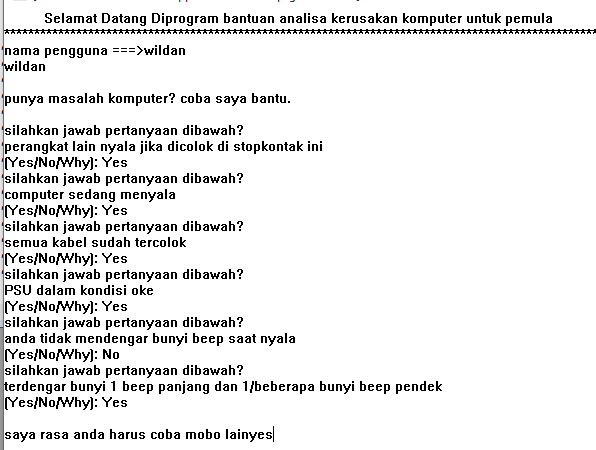 Selamat Datang Diprogram bantuan analisa kerusakan komputer untuk pemula
****************************************************************************************************
nama pengguna ===>wildan
wildan
punya masalah komputer? coba saya bantu.
silahkan jawab pertanyaan dibawah?
perangkat lain nyala jika dicolok di stopkontak ini
(Yes/No/Why): Yes
silahkan jawab pertanyaan dibawah?
computer sedang menyala
(Yes/No/Why): Yes
silahkan jawab pertanyaan dibawah?
semua kabel sudah tercolok
(Yes/No/Why): Yes
silahkan jawab pertanyaan dibawah?
PSU dalam kondisi oke
(Yes/No/Why): Yes
silahkan jawab pertanyaan dibawah?
anda tidak mendengar bunyi beep saat nyala
(Yes/No/Why): No
silahkan jawab pertanyaan dibawah?
terdengar bunyi 1 beep panjang dan 1/beberapa bunyi beep pendek
(Yes/No/Why): Yes
saya rasa anda harus coba mobo lainyes